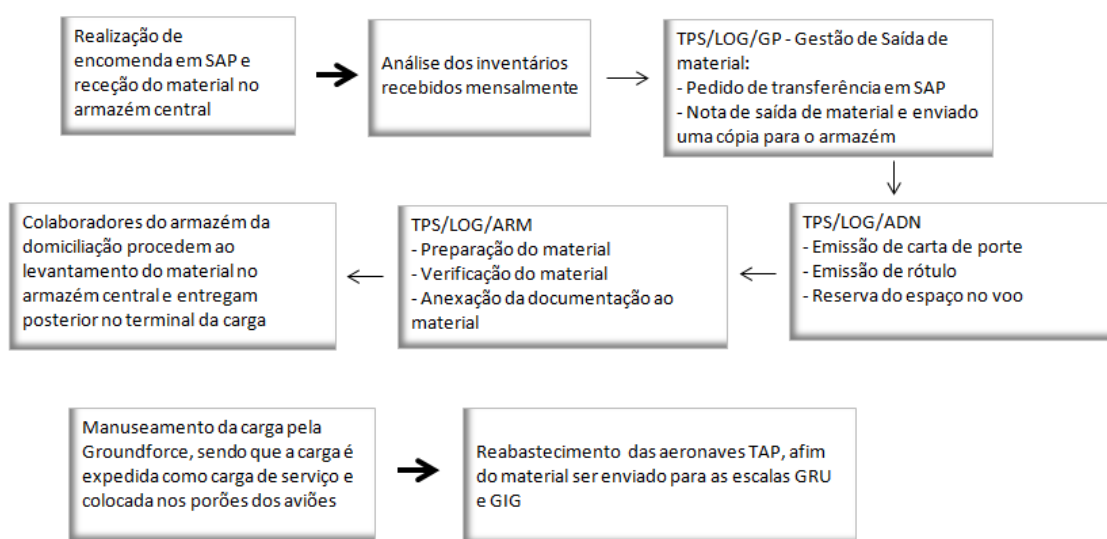 Realização de
encomenda em SAP e
receção do material no
armazém central
Análise dos inventários
recebidos mensalmente
TPS/LOG/GP - Gestão de Saída de
material:
- Pedido de transferência em SAP
- Nota de saída de material e enviado
uma cópia para o armazém
TPS/LOG/ADN
- Emissão de carta de porte
- Emissão de rótulo
- Reserva do espaço no voo
TPS/LOG/ARM
- Preparação do material
- Verificação do material
- Anexação da documentação ao
material
Colaboradores do armazém da
domiciliação procedem ao
levantamento do material no
armazém central e entregam
posterior no terminal da carga
Manuseamento da carga pela
Groundforce, sendo que a carga é
expedida como carga de serviço e
colocada nos porões dos aviões
Reabastecimento das aeronaves TAP, afim
do material ser enviado para as escalas GRU
e GIG